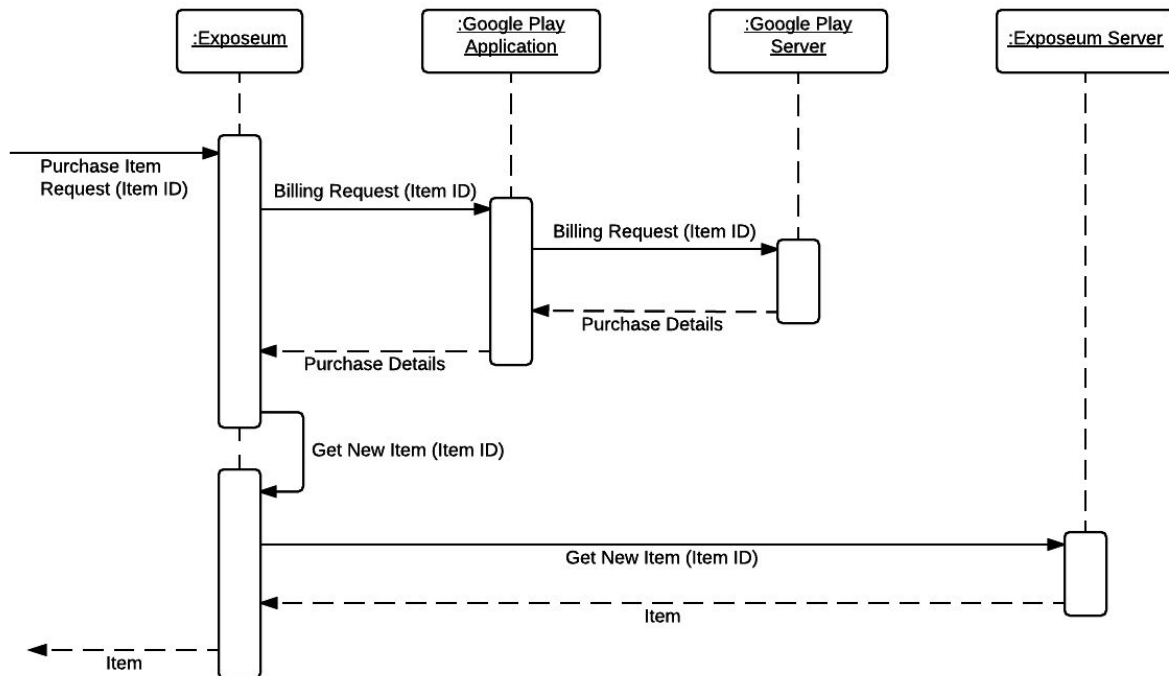 :Exposeum
:Google Play
Application
:Google Play
Server
:Exposeum Server
Purchase Item
Request (Item ID)
Billing Request (Item ID)
Billing Request (Item ID)
Purchase Details
Purchase Details
Get New Item (Item ID)
Get New Item (Item ID)
Item
Item